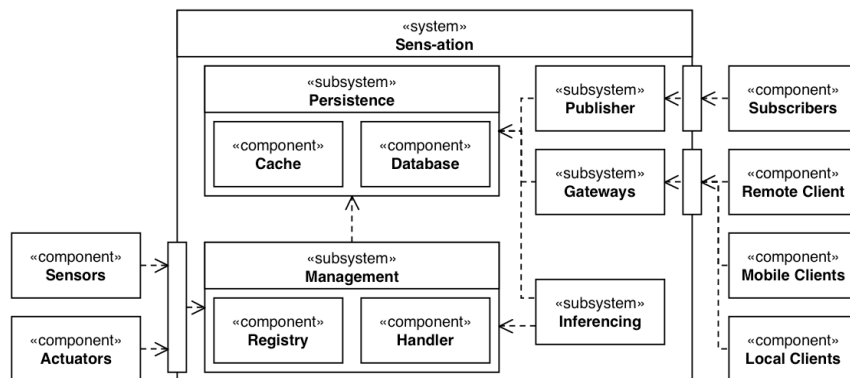 «system»
Sens-ation
«subsystem»
Persistence
«component»
Cache
«component»
Database
«subsystem»
Publisher
«component»
Subscribers
«subsystem»
Gateways
«component»
Remote Client
«component»
Sensors
«subsystem»
Management
«component»
Mobile Clients
«component»
Registry
«component»
Handler
«subsystem»
Inferencing
«component»
Actuators
«component»
Local Clients